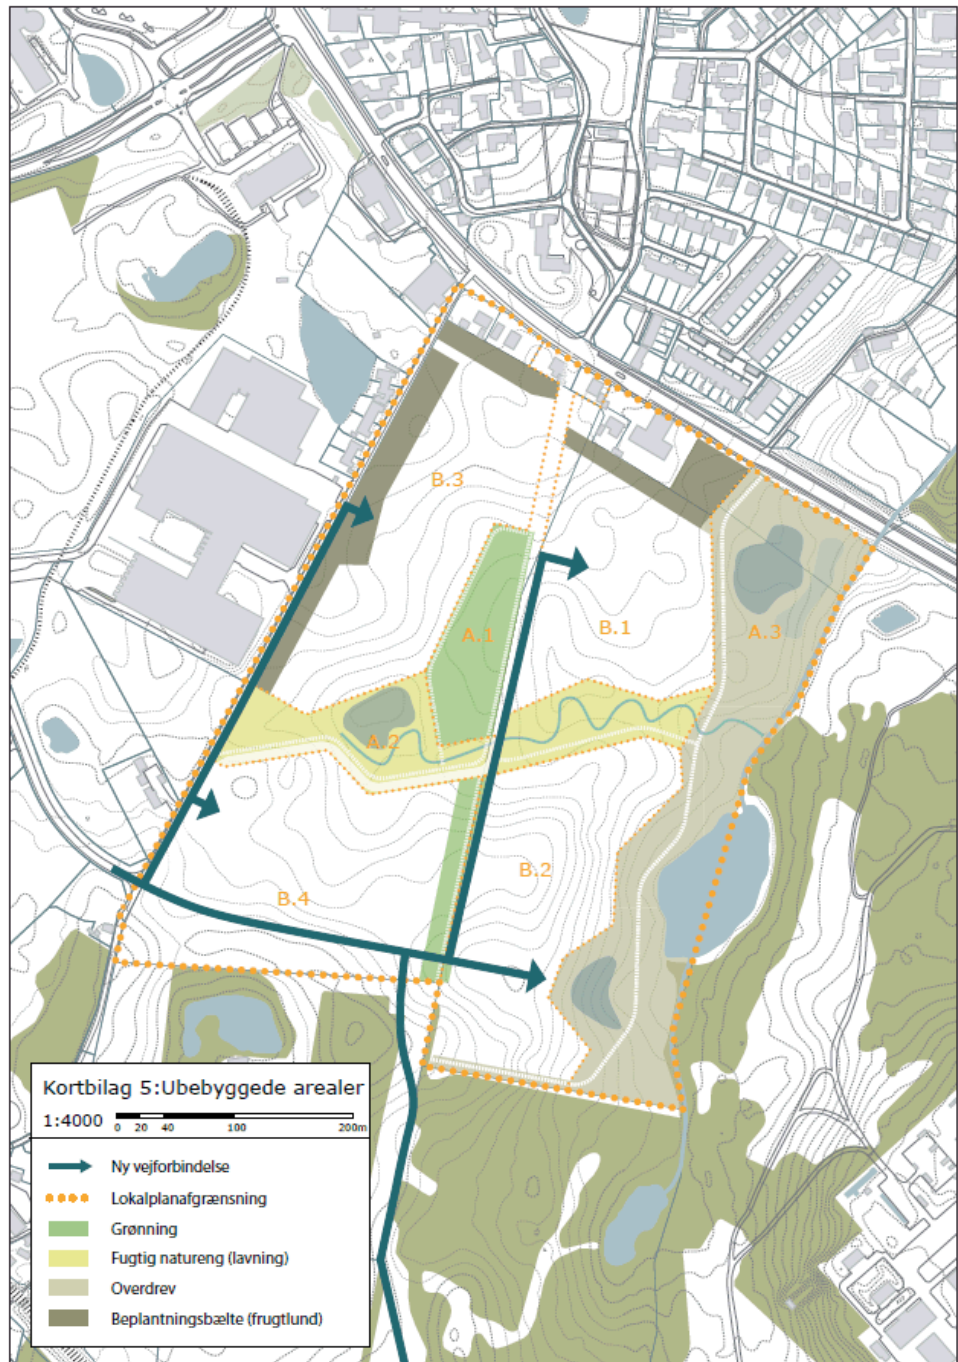 B.3
A.1
B.1
A.3
A.2
B.2
B.4
Kortbilag 5:Ubebyggede arealer
1:4000 0 20 40 100 200m
Ny vejforbindelse
Lokalplanafgrænsning
Grønning
Fugtig natureng (lavning)
Overdrev
Beplantningsbælte (frugtlund)